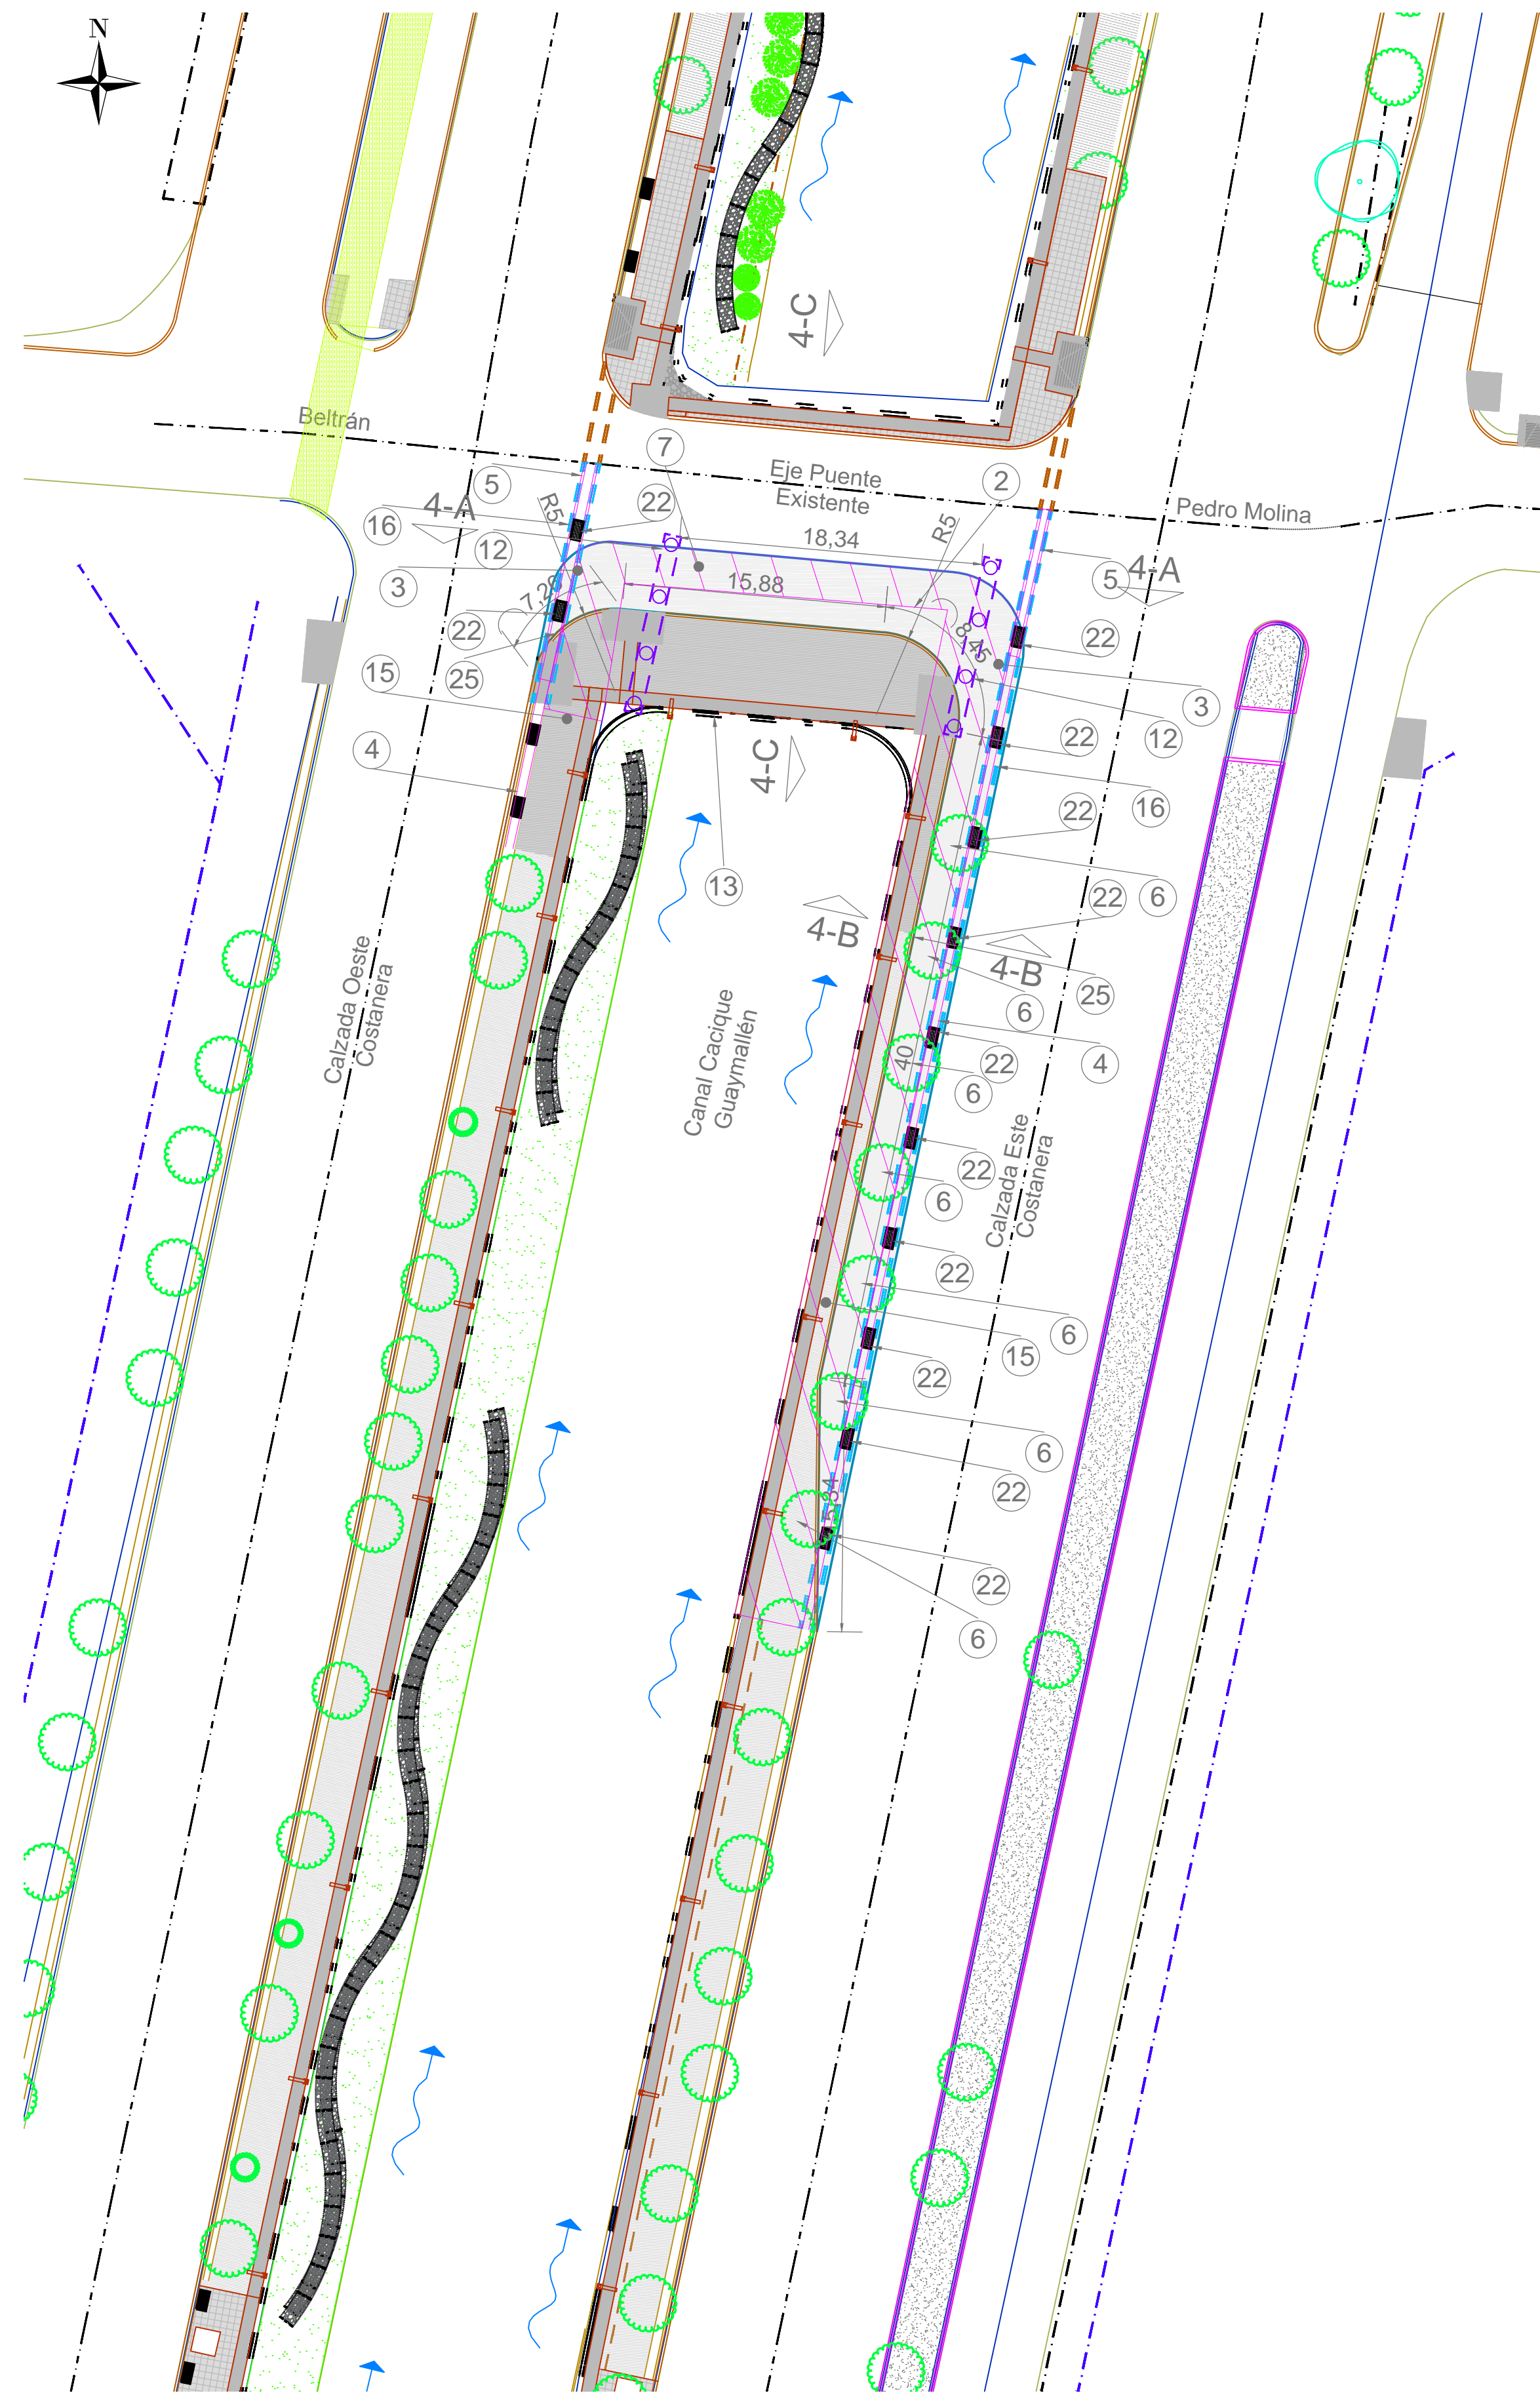 N
4-C
Beltrán
7
Eje Puente
Existente
2
Pedro Molina
5
4-A
22
R5
16
12
18,34
R5
3
15,88
5
4-A
22
8,45
22
15
25
3
12
22
4
4-C
16
22
13
6
22
4-B
4-B
25
6
Calzada Oeste
Costanera
Canal Cacique
Guaymallén
4
22
40
6
Calzada Este
Costanera
22
6
22
6
15
22
6
22
22
6